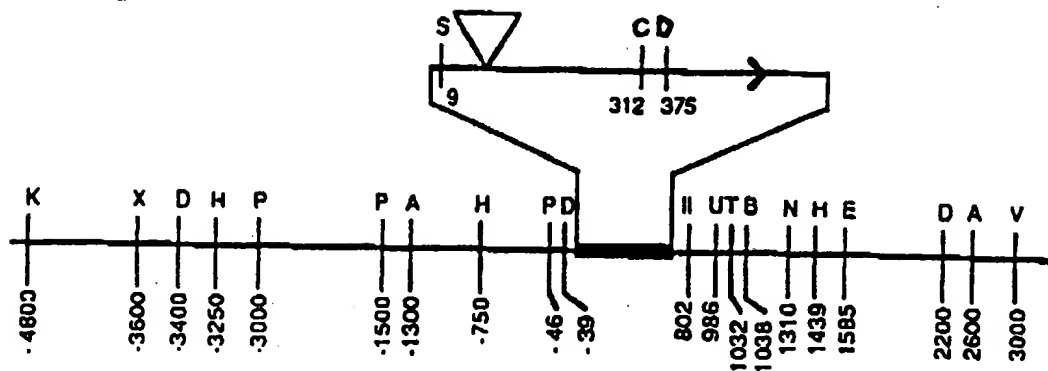 S C D
9 312 375
K X D H P P A H P D II U T B N H E D A V
-4800 -3600 -3400 -3250 -3000 -1500 -1300 -750 -46 -39 802 986 1032 1038 1310 1439 1585 2200 2600 3000